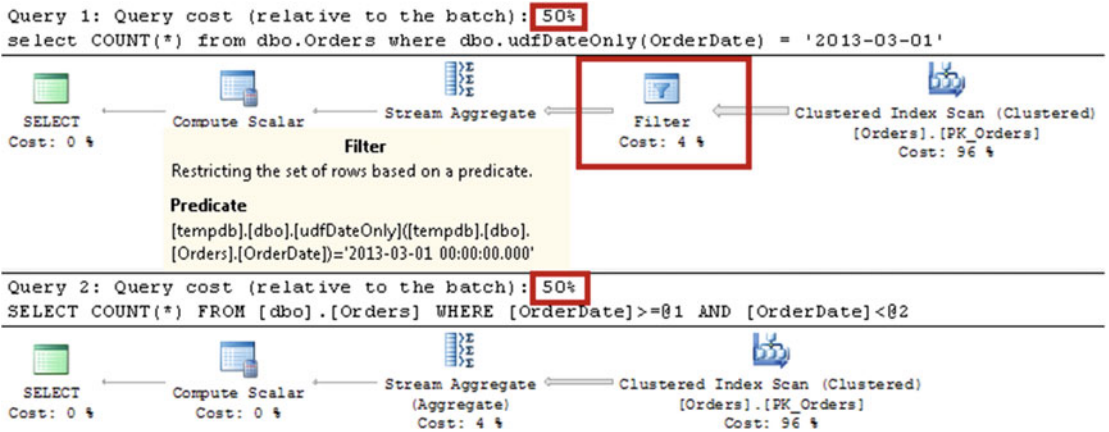 Query 1: Query cost (relative to the batch): 50%
select COUNT(*) from dbo.Orders where dbo.udfDateOnly(OrderDate) = '2013-03-01'
SELECT
Cost: 0 %
Compute Scalar
Stream Aggregate
Filter
Cost: 4 %
Clustered Index Scan (Clustered)
[Orders].[PK_Orders]
Cost: 96 %
Filter
Restricting the set of rows based on a predicate.
Predicate
[tempdb].[dbo].[udfDateOnly]([tempdb].[dbo].
[Orders].[OrderDate])='2013-03-01 00:00:00.000'
Query 2: Query cost (relative to the batch): 50%
SELECT COUNT(*) FROM [dbo].[Orders] WHERE [OrderDate]>=@1 AND [OrderDate]<@2
SELECT
Cost: 0 %
Compute Scalar
Cost: 0 %
Stream Aggregate
(Aggregate)
Cost: 4 %
Clustered Index Scan (Clustered)
[Orders].[PK_Orders]
Cost: 96 %